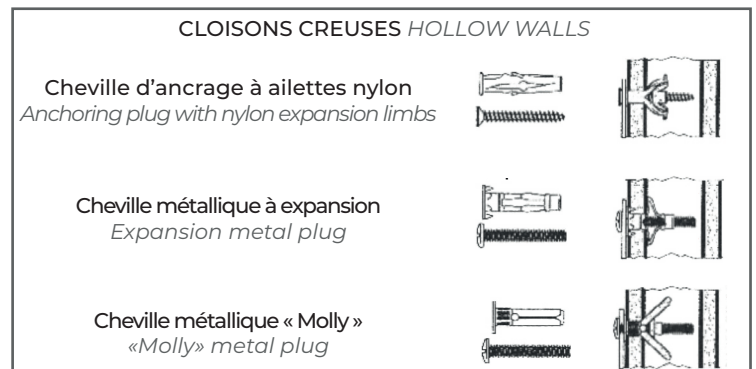 CLOISONS CREUSES HOLLOW WALLS
Cheville d’ancrage à ailettes nylon
Anchoring plug with nylon expansion limbs
Cheville métallique à expansion
Expansion metal plug
Cheville métallique « Molly »
«Molly» metal plug